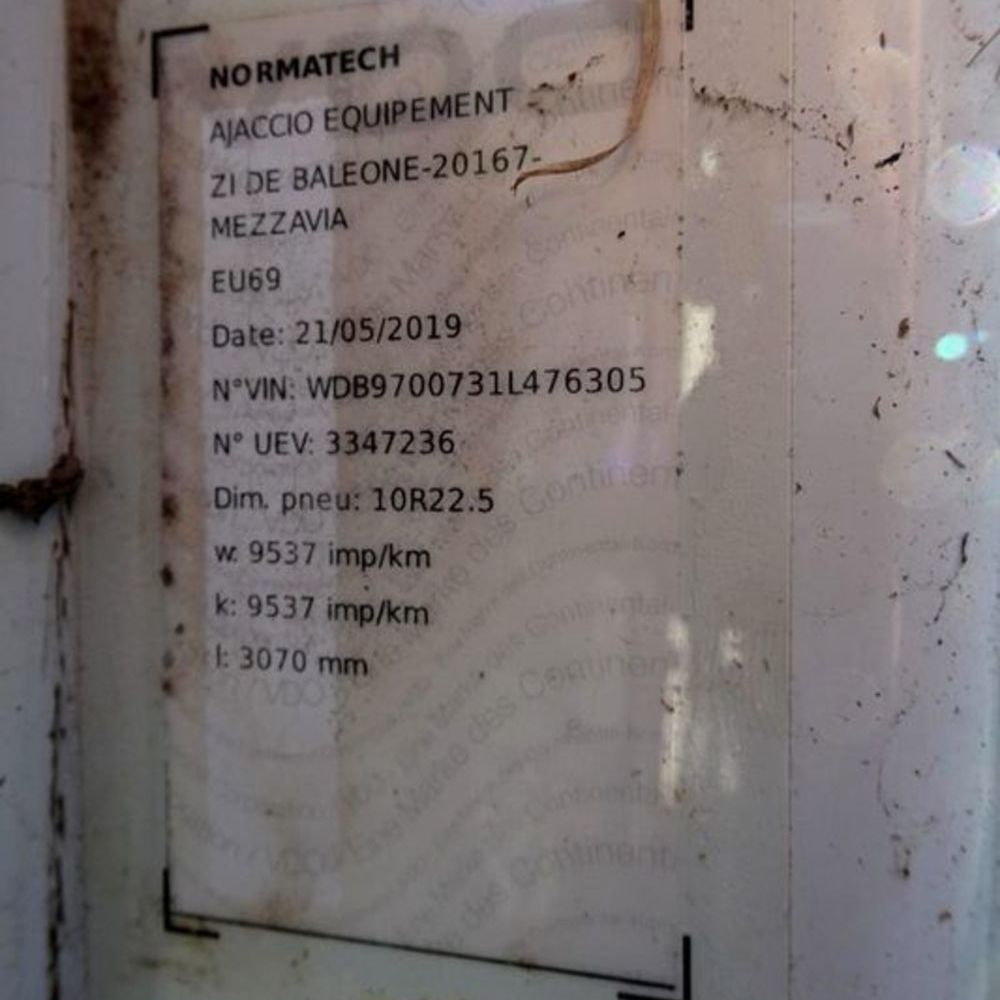 NORMATECH
AJACCIO EQUIPEMENT
ZI DE BALEONE-20167-
MEZZAVIA
EU69
Date: 21/05/2019
N°VIN: WDB9700731L476305
N° UEV: 3347236
Dim. pneu: 10R22.5
w: 9537 imp/km
k: 9537 imp/km
l: 3070 mm